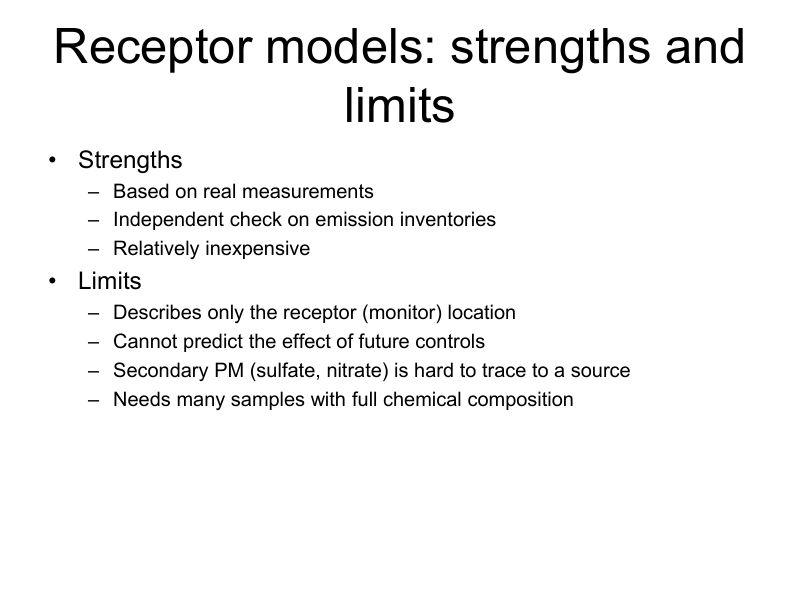 Receptor models: strengths and
limits
• Strengths
– Based on real measurements
– Independent check on emission inventories
– Relatively inexpensive
• Limits
– Describes only the receptor (monitor) location
– Cannot predict the effect of future controls
– Secondary PM (sulfate, nitrate) is hard to trace to a source
– Needs many samples with full chemical composition